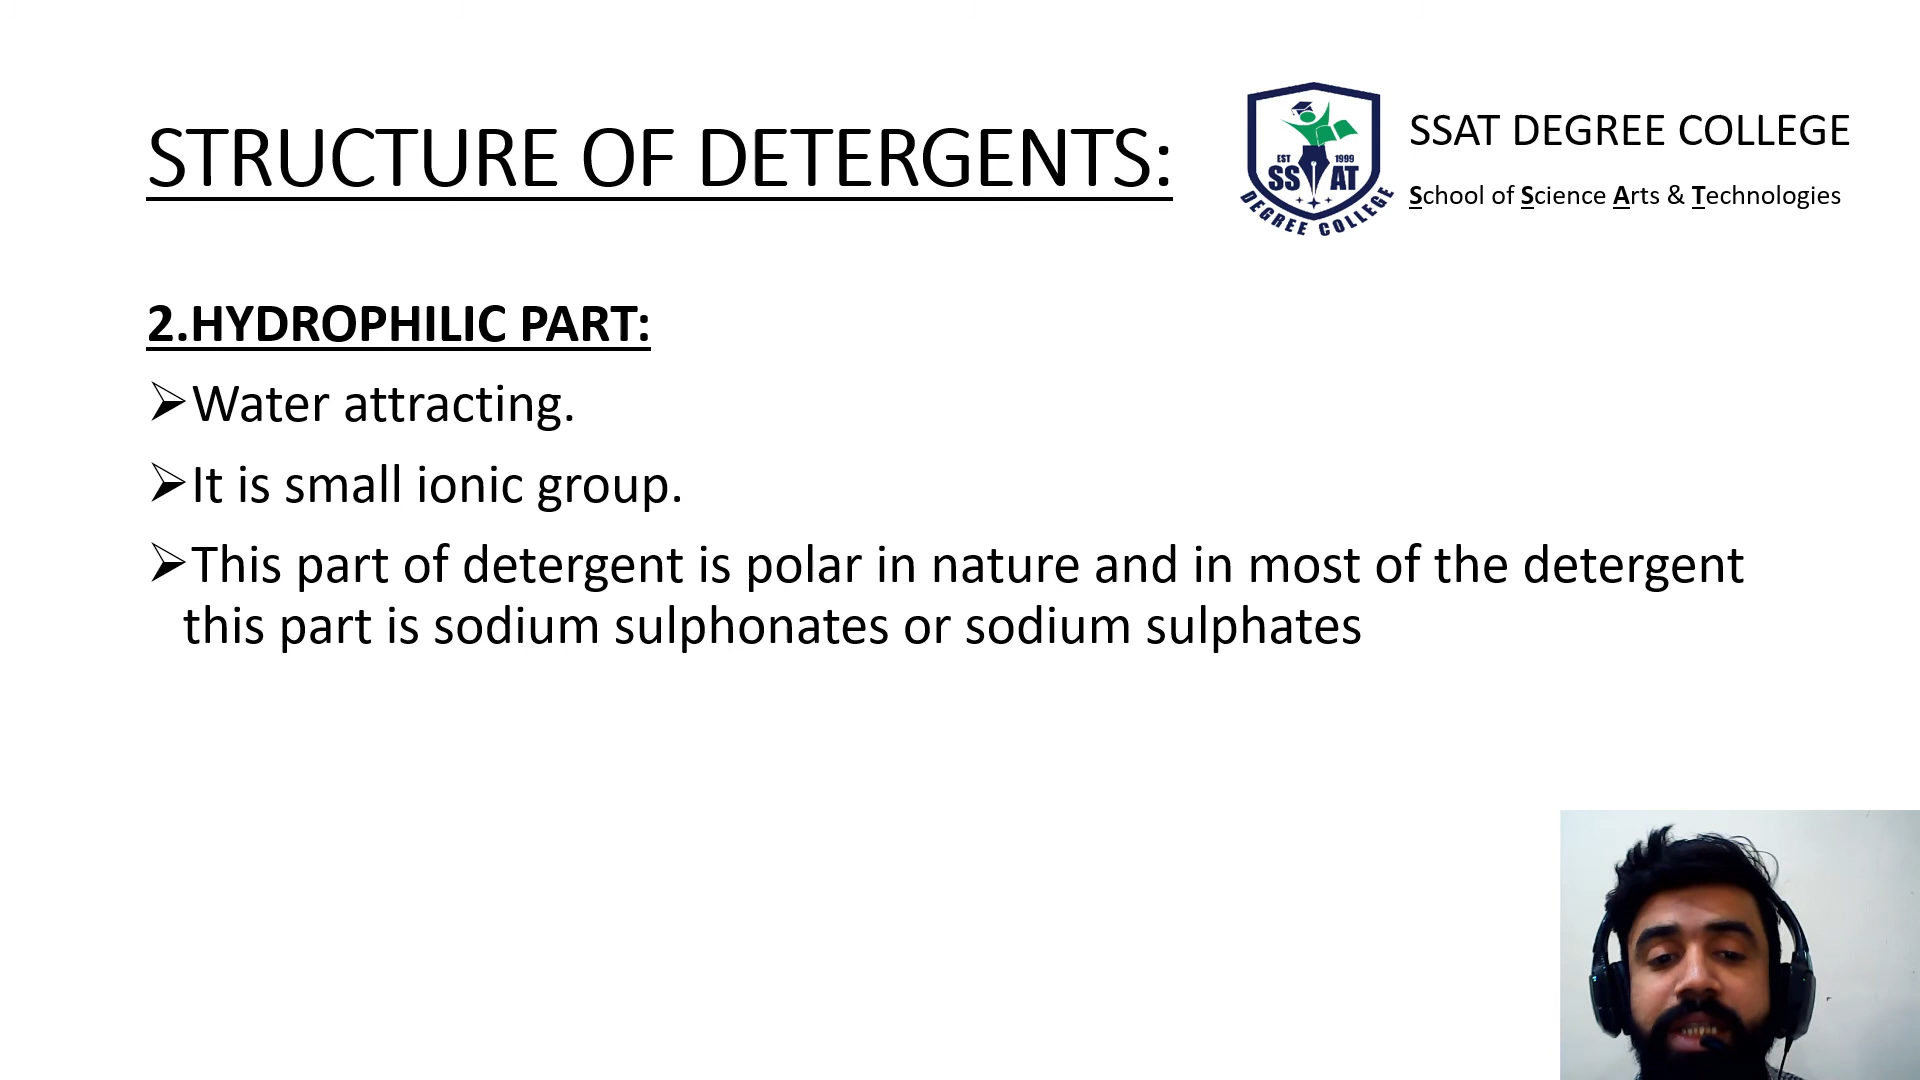 STRUCTURE OF DETERGENTS:
EST 1999
SS AT
DEGREE COLLEGE
SSAT DEGREE COLLEGE
School of Science Arts & Technologies
2.HYDROPHILIC PART:
➢Water attracting.
➢It is small ionic group.
➢This part of detergent is polar in nature and in most of the detergent
this part is sodium sulphonates or sodium sulphates